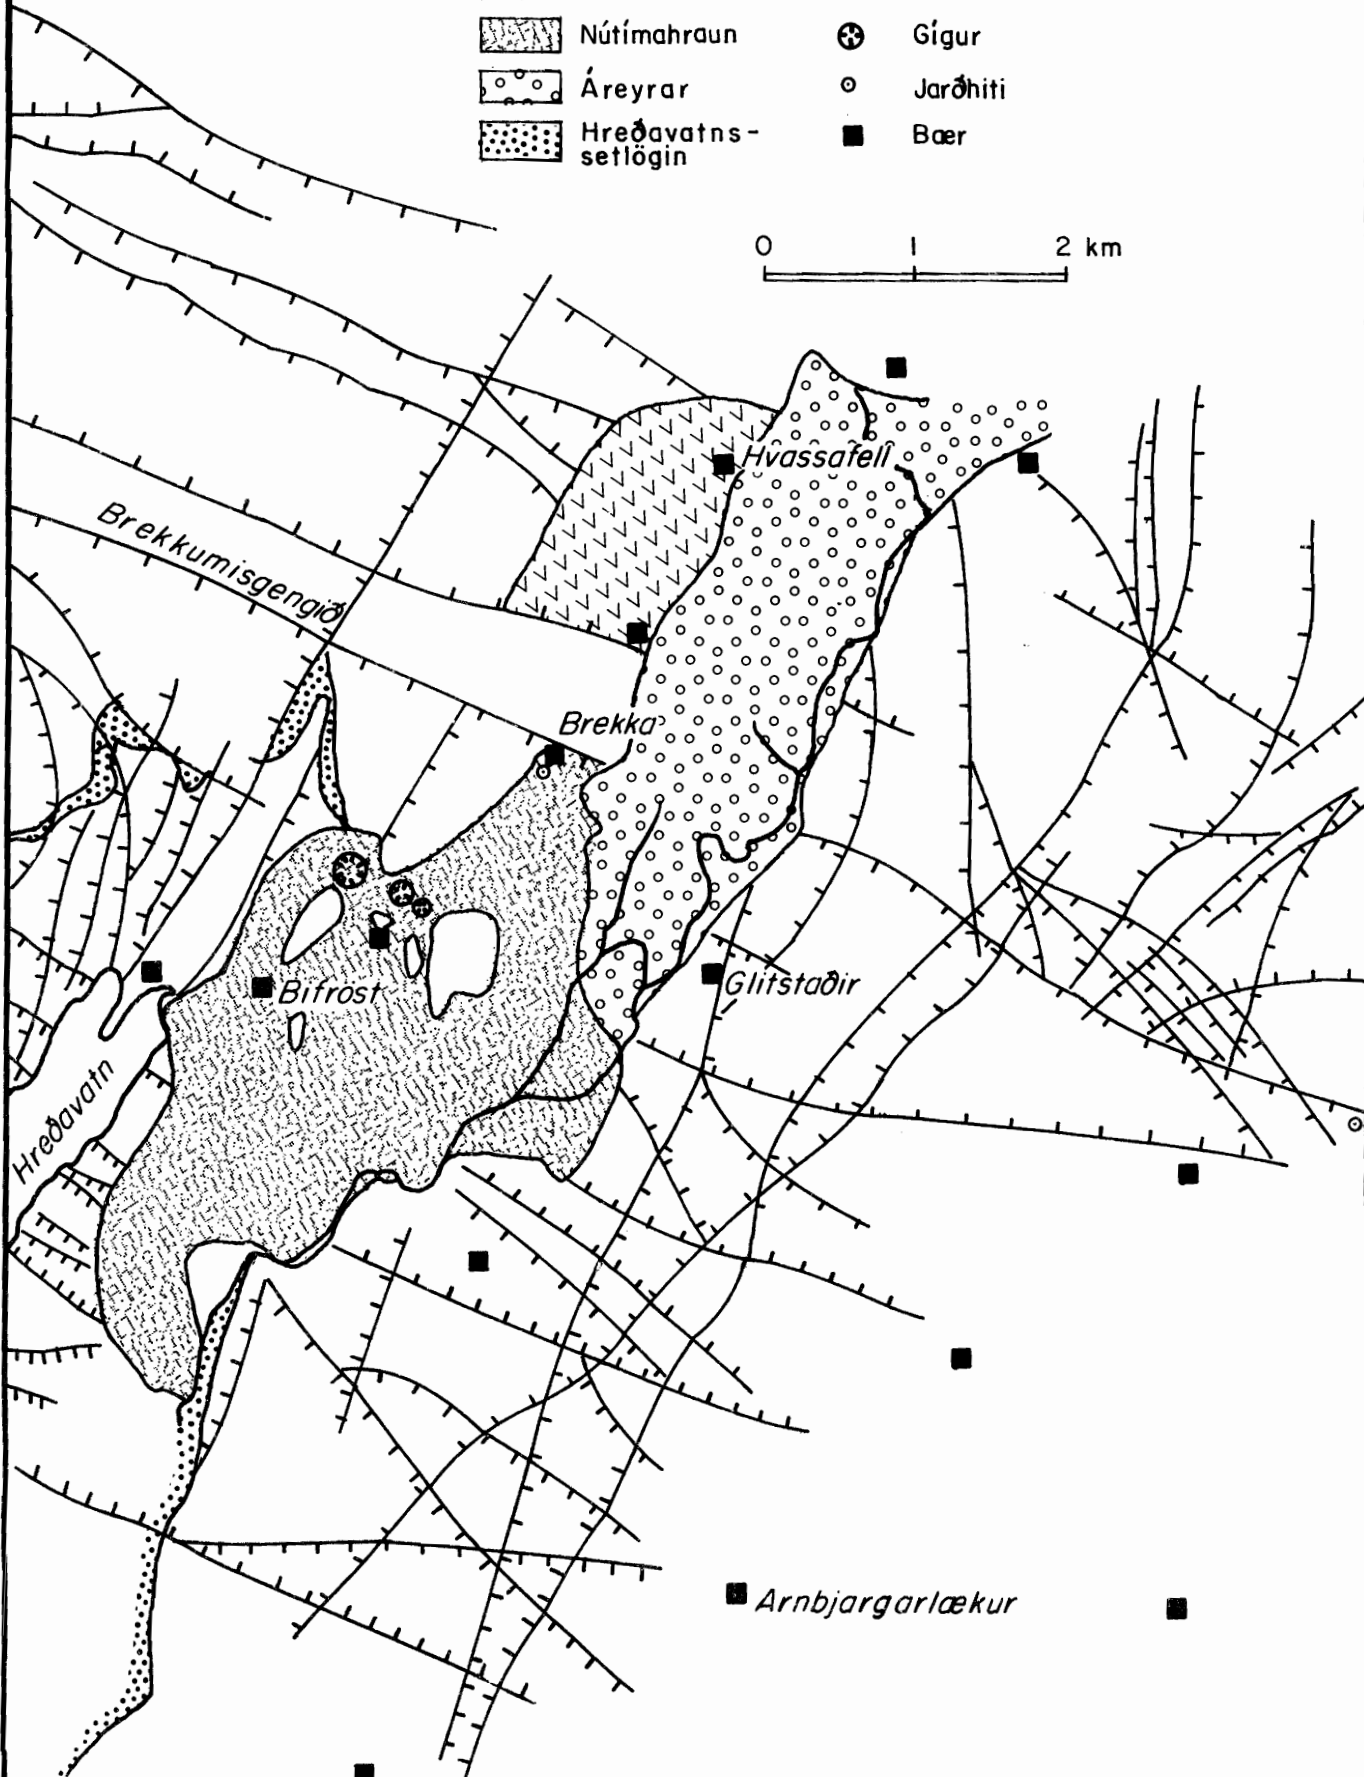 Nútímahraun
Áreyrar
Hreðavatns-
setlögin
Gígur
Jarðhiti
Bær
0 1 2 km
Hvassafell
Brekkumisgengið
Brekka
Glitstaðir
Bifröst
Hreðavatn
Arnbjargarlækur